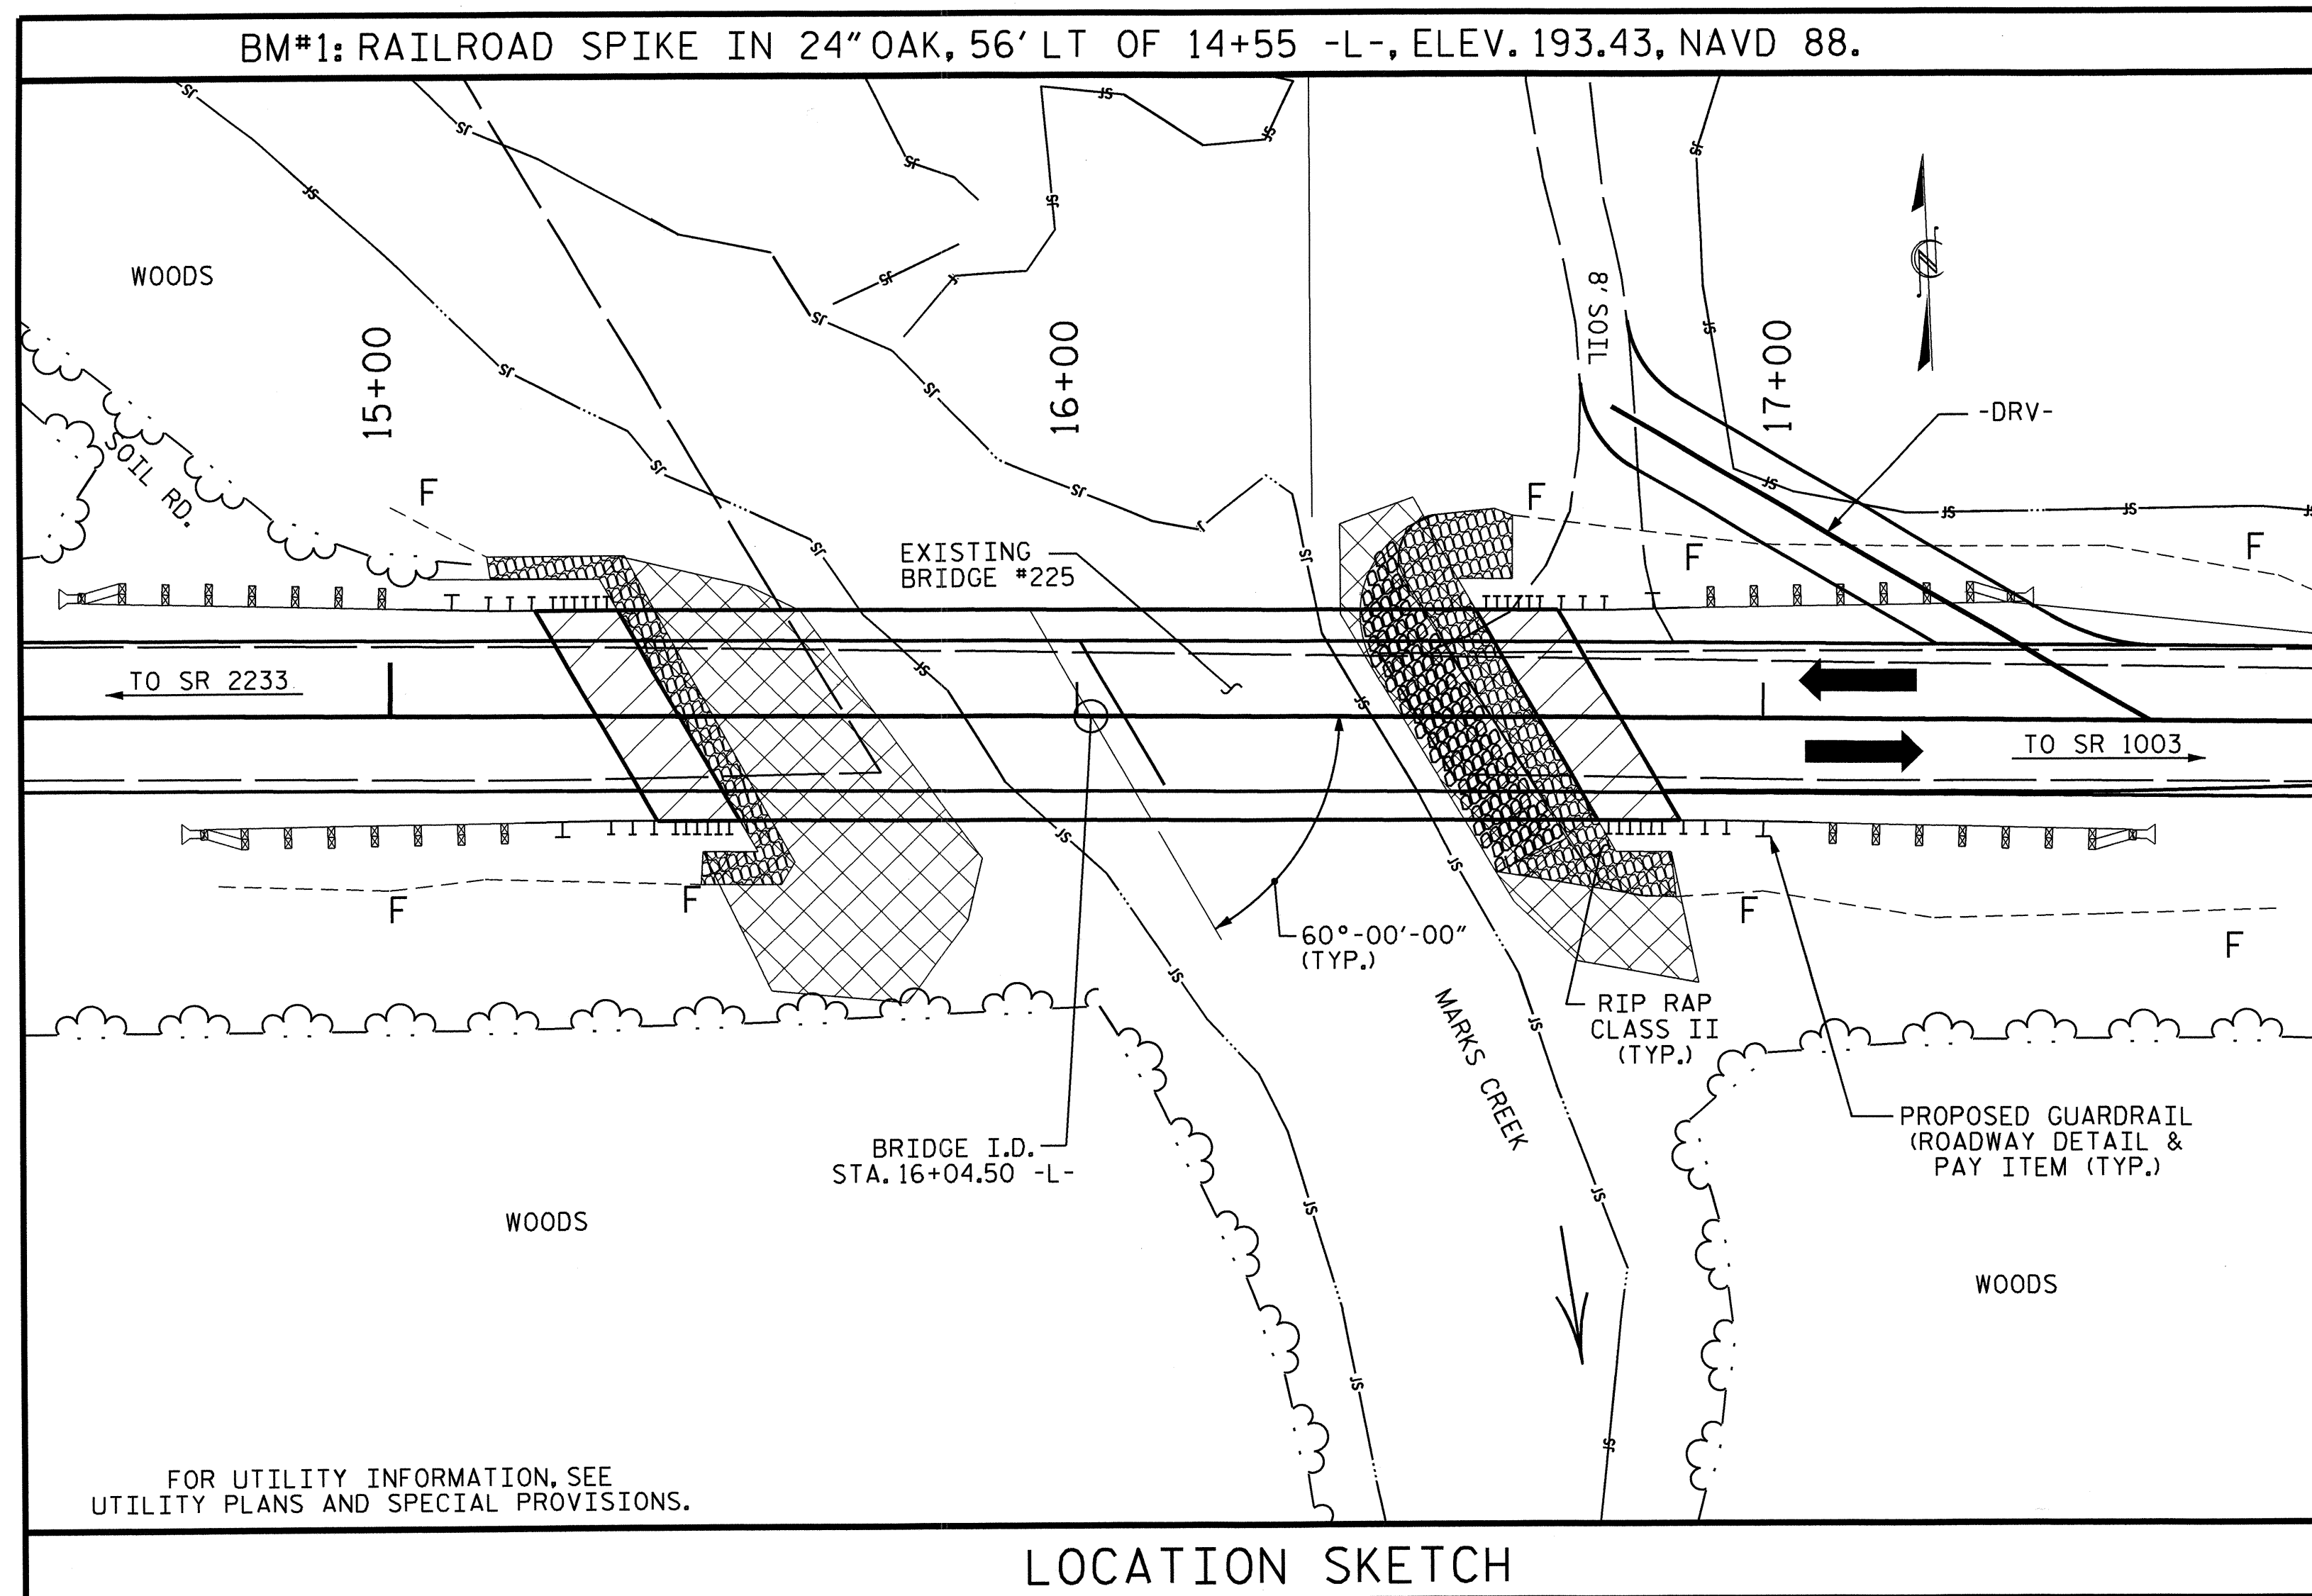 BM#1: RAILROAD SPIKE IN 24" OAK, 56' LT OF 14+55 -L-, ELEV. 193.43, NAVD 88.
WOODS
SOIL RD.
15+00
16+00
17+00
8' SOIL
-DRV-
F
F
F
F
EXISTING
BRIDGE #225
TO SR 2233
TO SR 1003
F
F
F
F
60°-00'-00"
(TYP.)
RIP RAP
CLASS II
(TYP.)
MARKS CREEK
PROPOSED GUARDRAIL
(ROADWAY DETAIL &
PAY ITEM (TYP.)
BRIDGE I.D.
STA. 16+04.50 -L-
WOODS
WOODS
FOR UTILITY INFORMATION, SEE
UTILITY PLANS AND SPECIAL PROVISIONS.
LOCATION SKETCH